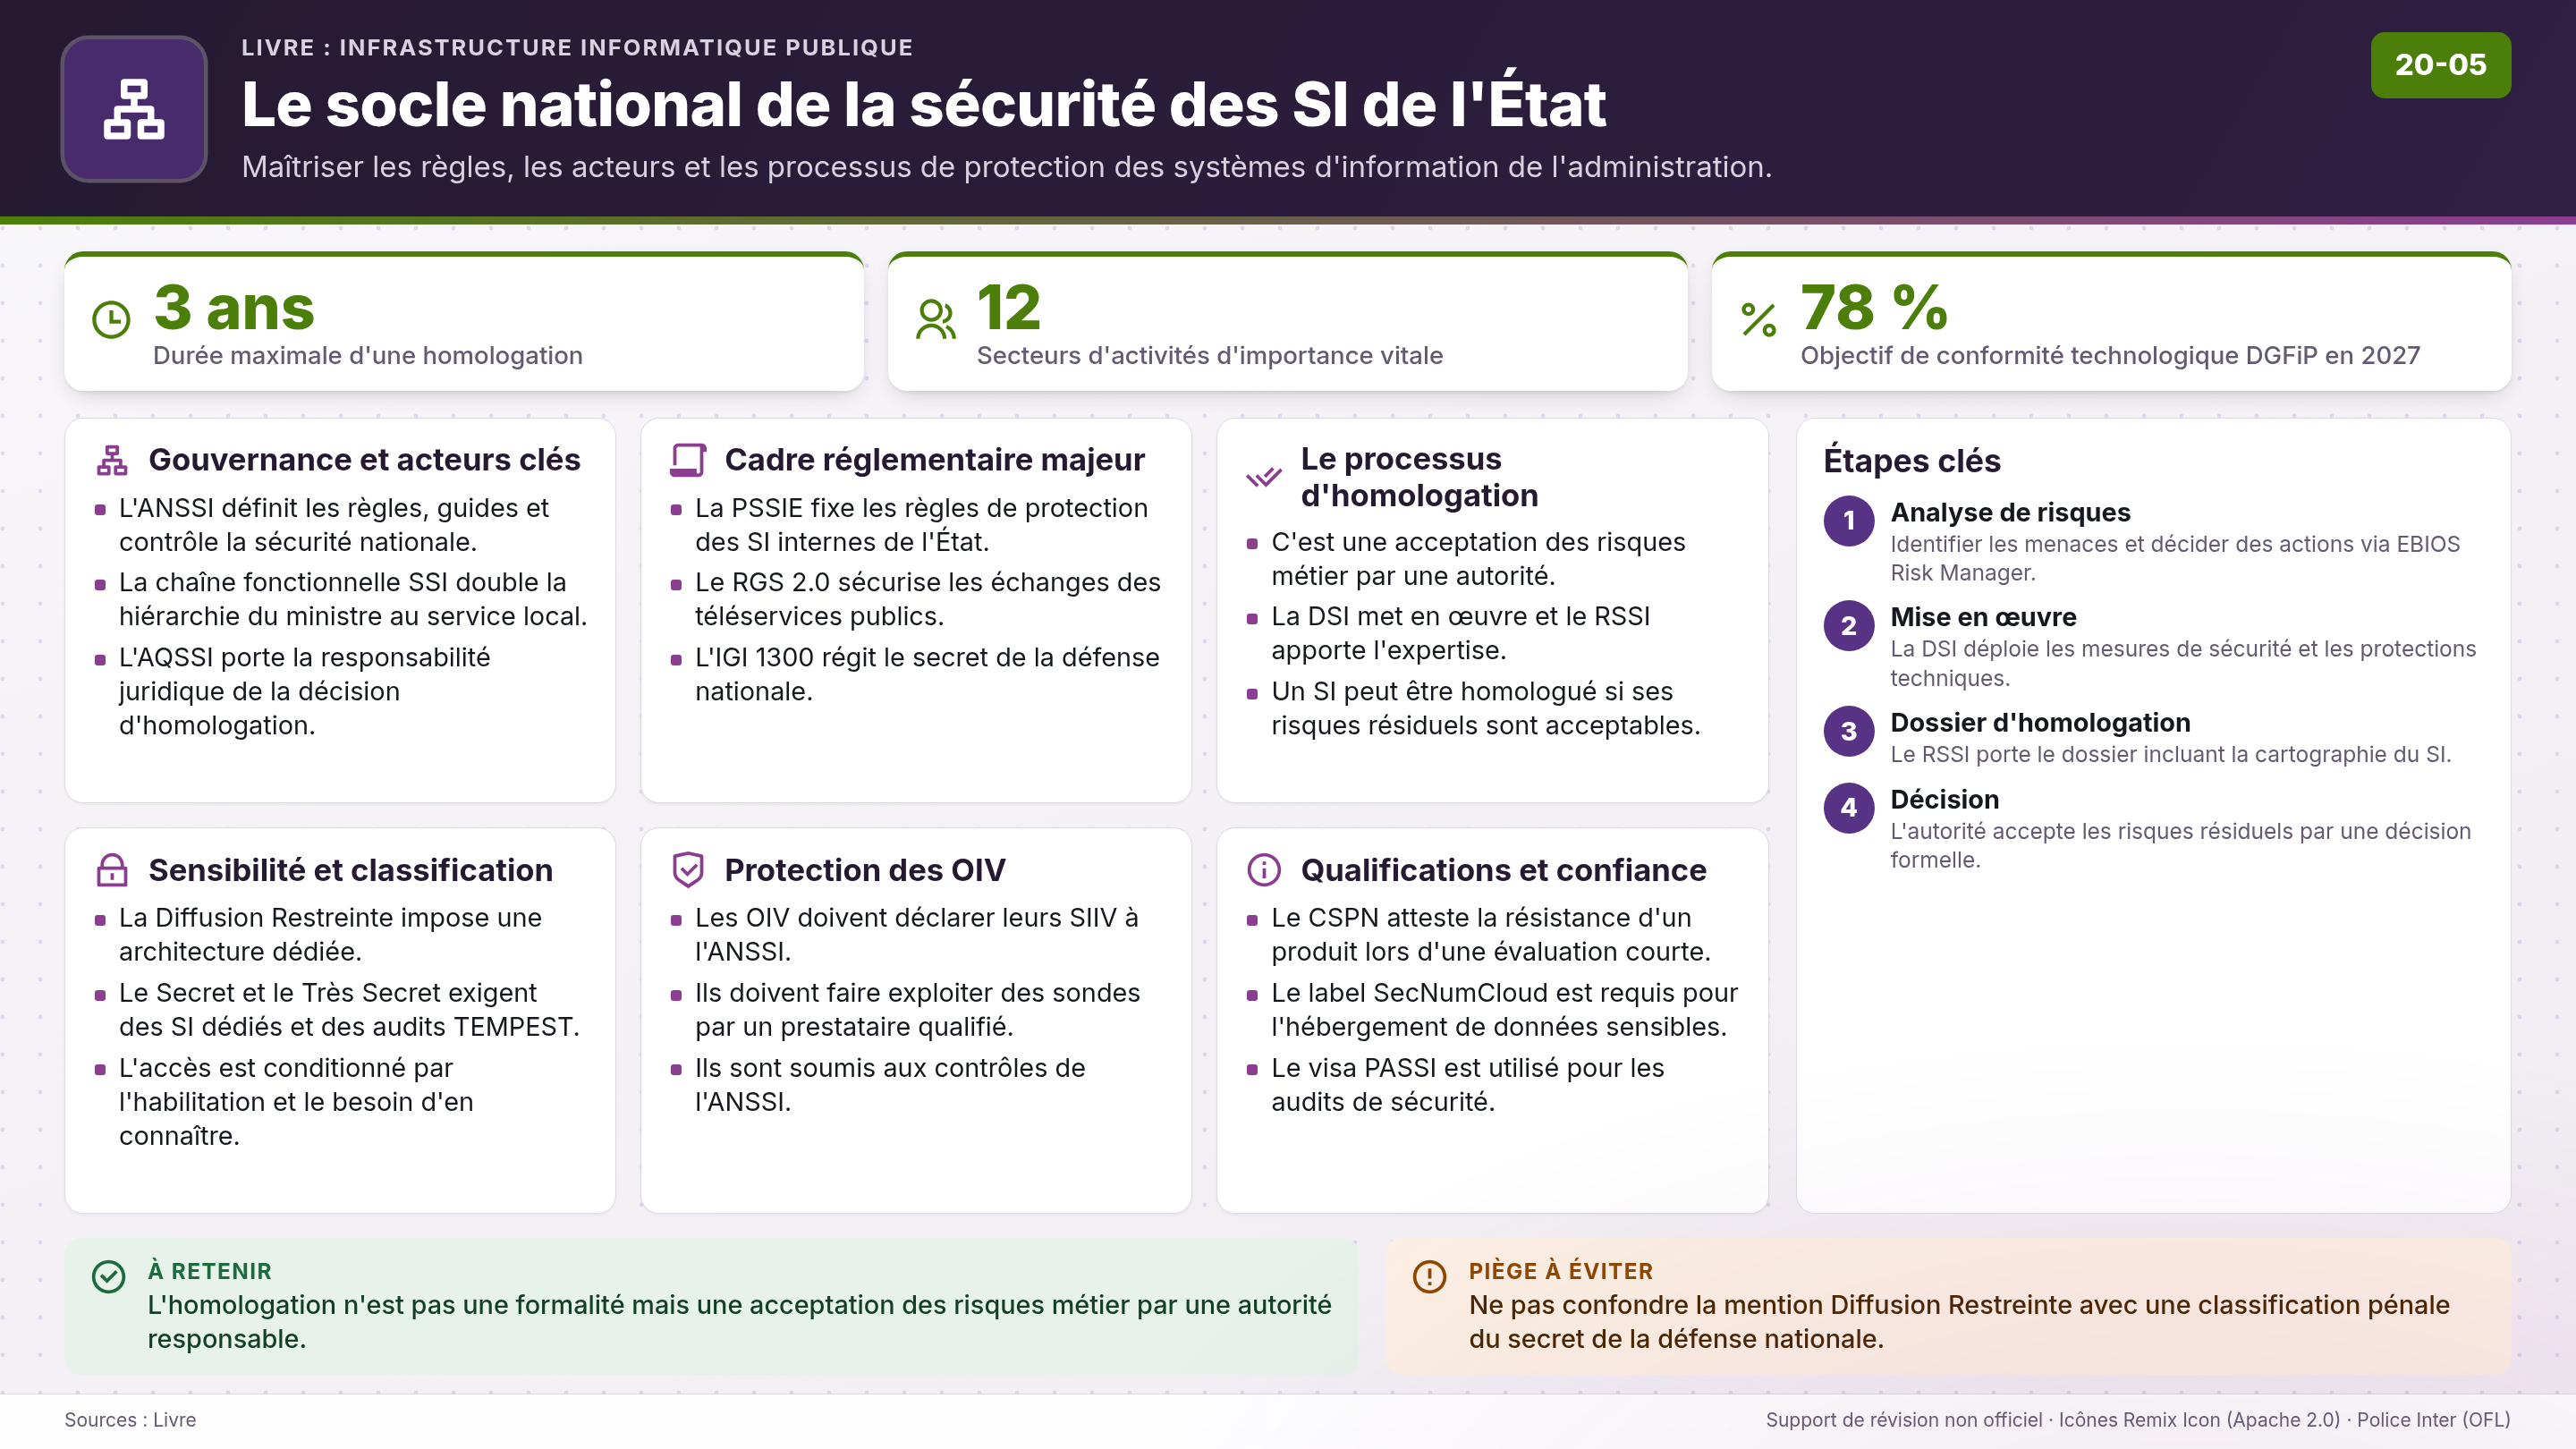 LIVRE : INFRASTRUCTURE INFORMATIQUE PUBLIQUE
Le socle national de la sécurité des SI de l'État
Maîtriser les règles, les acteurs et les processus de protection des systèmes d'information de l'administration.
20-05
3 ans
Durée maximale d'une homologation
12
Secteurs d'activités d'importance vitale
78 %
Objectif de conformité technologique DGFiP en 2027
Gouvernance et acteurs clés
L'ANSSI définit les règles, guides et
contrôle la sécurité nationale.
La chaîne fonctionnelle SSI double la
hiérarchie du ministre au service local.
L'AQSSI porte la responsabilité
juridique de la décision
d'homologation.
Cadre réglementaire majeur
La PSSIE fixe les règles de protection
des SI internes de l'État.
Le RGS 2.0 sécurise les échanges des
téléservices publics.
L'IGI 1300 régit le secret de la défense
nationale.
Le processus
d'homologation
C'est une acceptation des risques
métier par une autorité.
La DSI met en œuvre et le RSSI
apporte l'expertise.
Un SI peut être homologué si ses
risques résiduels sont acceptables.
Sensibilité et classification
La Diffusion Restreinte impose une
architecture dédiée.
Le Secret et le Très Secret exigent
des SI dédiés et des audits TEMPEST.
L'accès est conditionné par
l'habilitation et le besoin d'en
connaître.
Protection des OIV
Les OIV doivent déclarer leurs SIIV à
l'ANSSI.
Ils doivent faire exploiter des sondes
par un prestataire qualifié.
Ils sont soumis aux contrôles de
l'ANSSI.
Qualifications et confiance
Le CSPN atteste la résistance d'un
produit lors d'une évaluation courte.
Le label SecNumCloud est requis pour
l'hébergement de données sensibles.
Le visa PASSI est utilisé pour les
audits de sécurité.
Étapes clés
1 Analyse de risques
Identifier les menaces et décider des actions via EBIOS
Risk Manager.
2 Mise en œuvre
La DSI déploie les mesures de sécurité et les protections
techniques.
3 Dossier d'homologation
Le RSSI porte le dossier incluant la cartographie du SI.
4 Décision
L'autorité accepte les risques résiduels par une décision
formelle.
À RETENIR
L'homologation n'est pas une formalité mais une acceptation des risques métier par une autorité
responsable.
PIÈGE À ÉVITER
Ne pas confondre la mention Diffusion Restreinte avec une classification pénale
du secret de la défense nationale.
Sources : Livre
Support de révision non officiel · Icônes Remix Icon (Apache 2.0) · Police Inter (OFL)